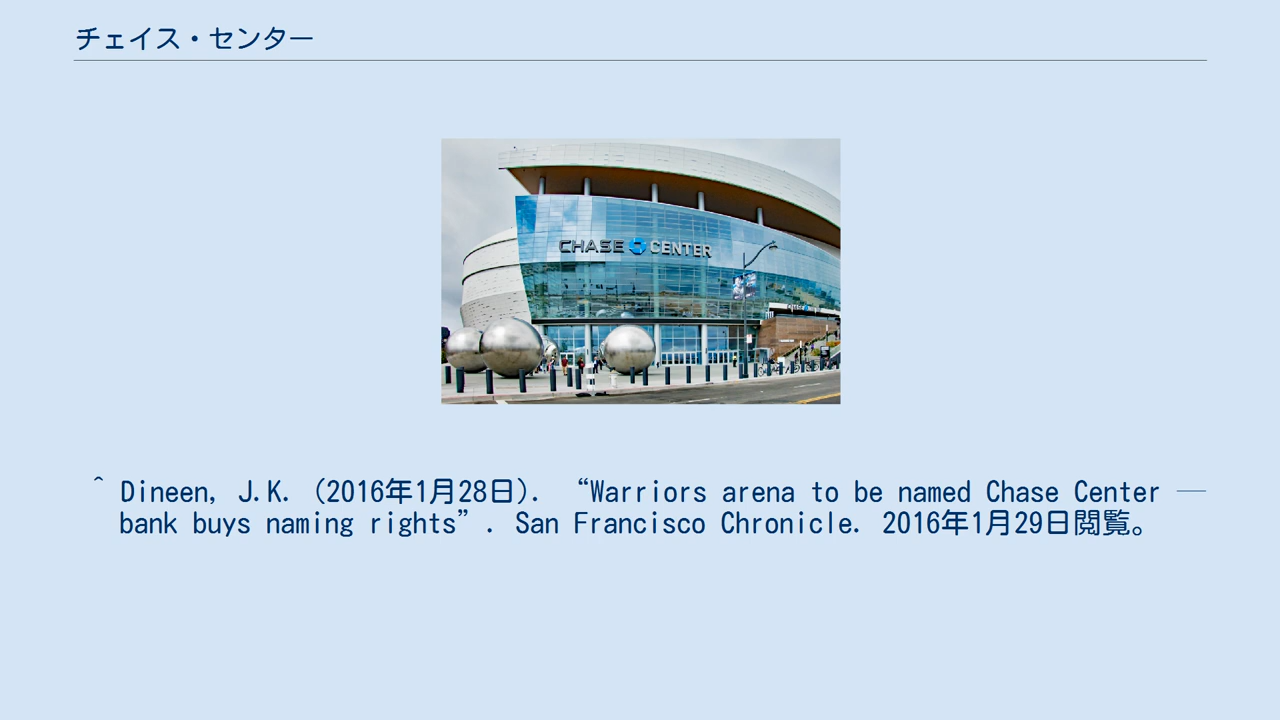 チェイス・センター
CHASE CENTER
^ Dineen, J.K. (2016年1月28日). “Warriors arena to be named Chase Center —
bank buys naming rights”. San Francisco Chronicle. 2016年1月29日閲覧。